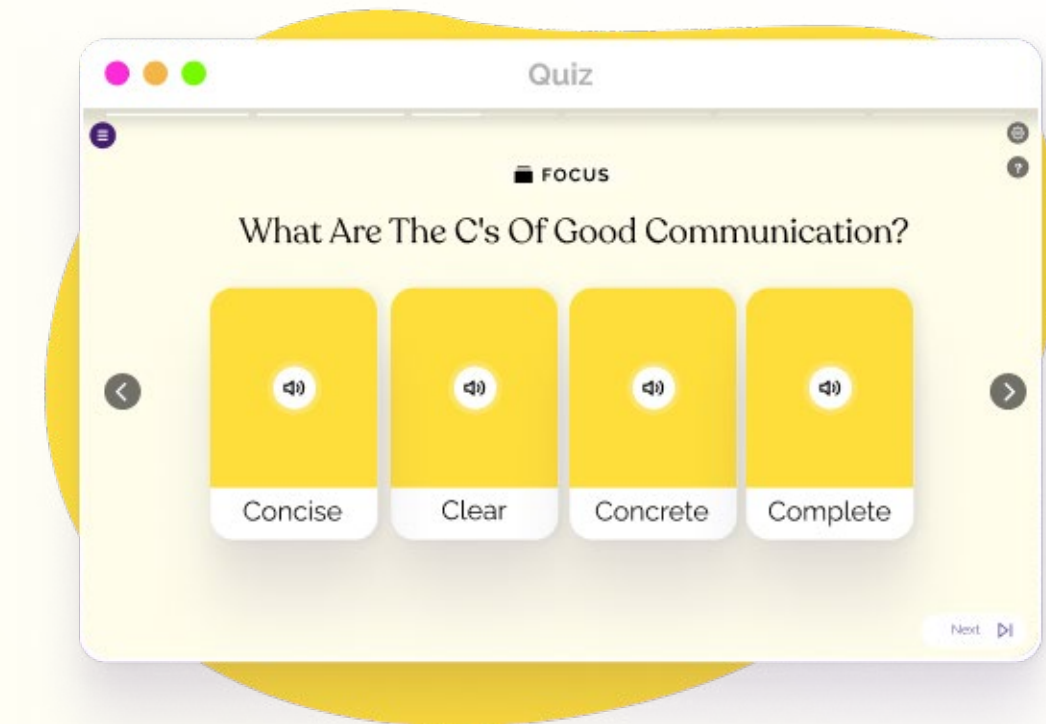 Quiz
FOCUS
What Are The C's Of Good Communication?
Concise Clear Concrete Complete
Next